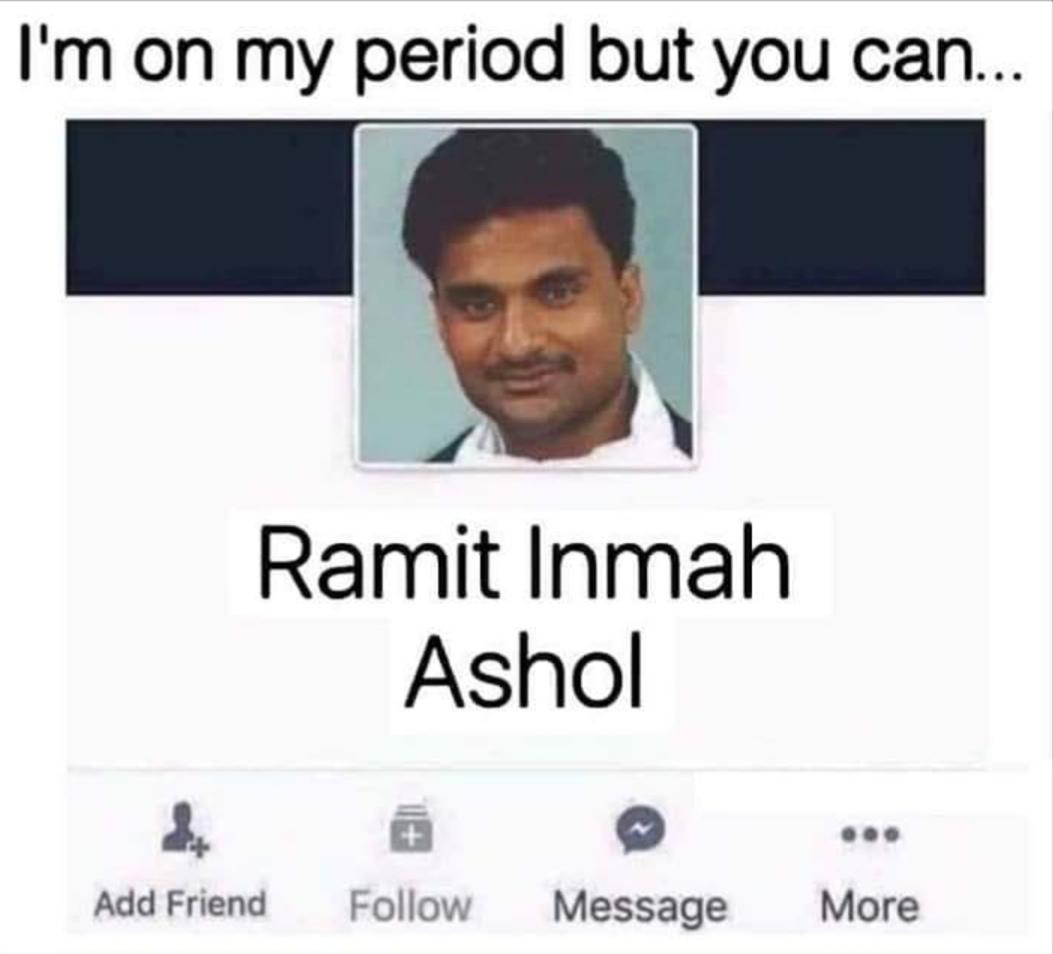 I'm on my period but you can...
Ramit Inmah
Ashol
Add Friend Follow Message More